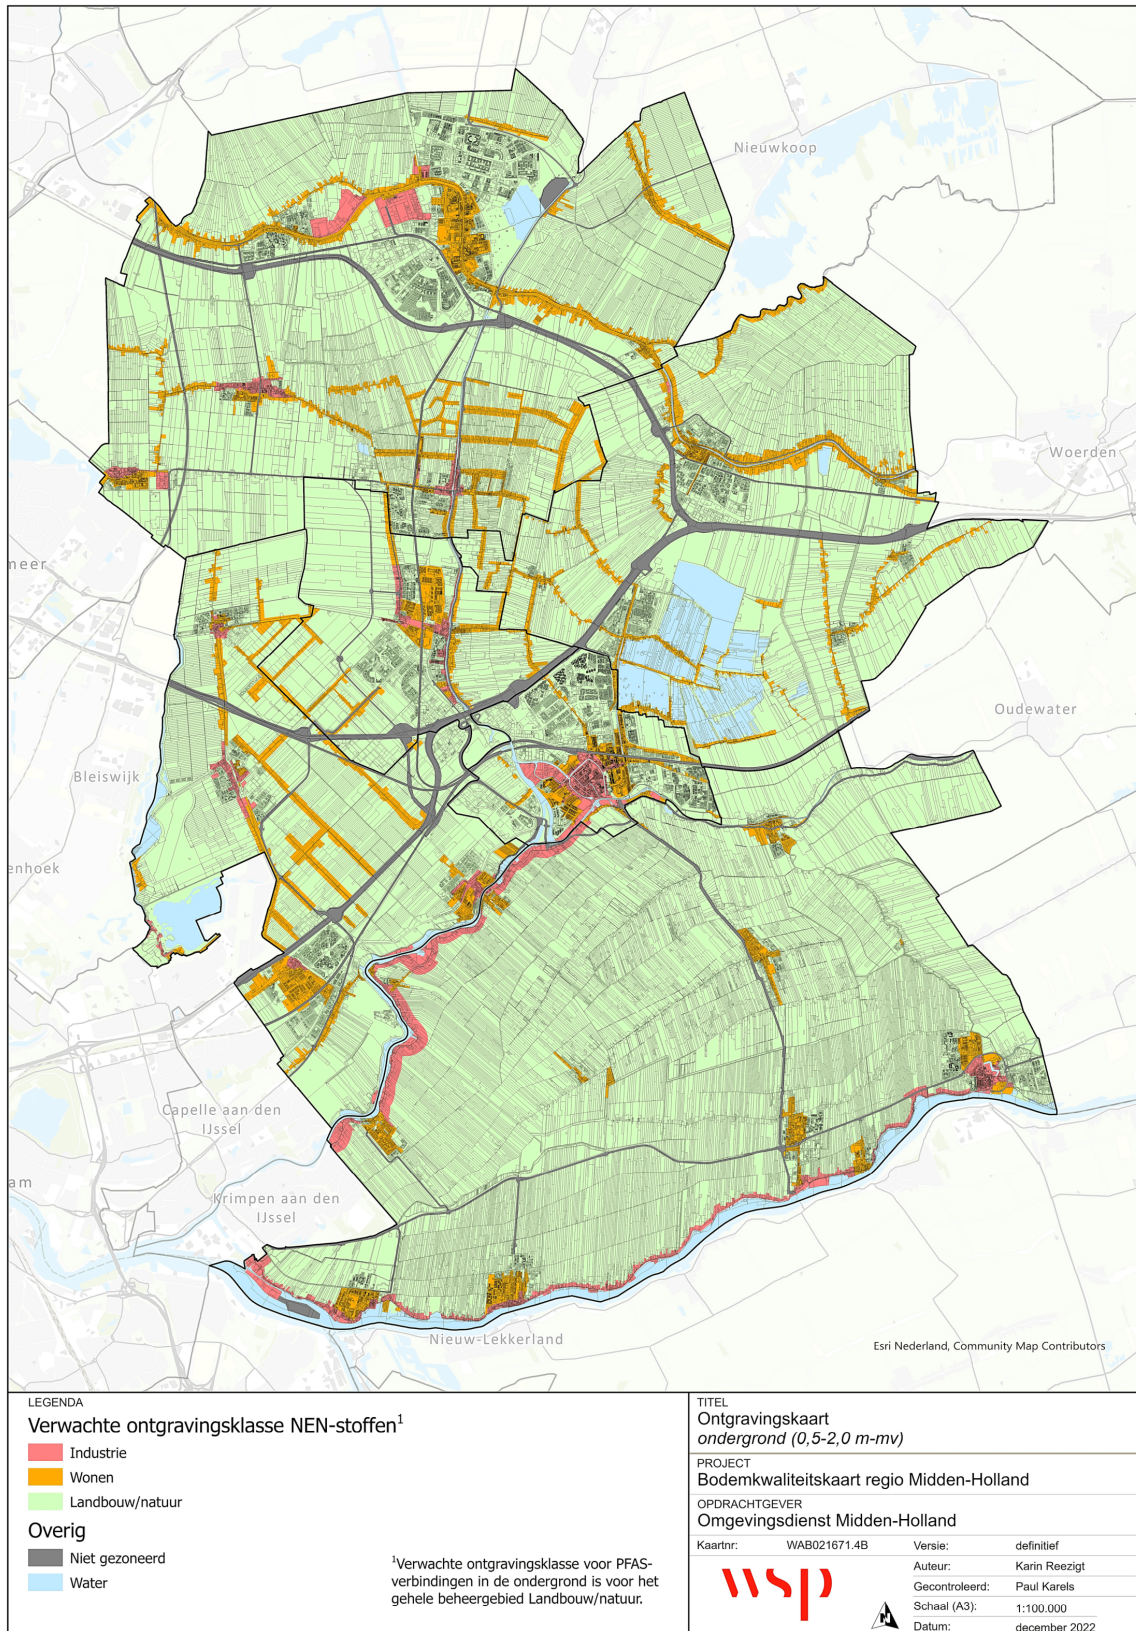 Nieuwkoop
Woerden
meer
Oudewater
Bleiswijk
enhoek
Capelle aan den
IJssel
am
Krimpen aan den
IJssel
Nieuw-Lekkerland
Esri Nederland, Community Map Contributors
LEGENDA
Verwachte ontgravingsklasse NEN-stoffen¹
Industrie
Wonen
Landbouw/natuur
Overig
Niet gezoneerd
Water
¹Verwachte ontgravingsklasse voor PFAS-
verbindingen in de ondergrond is voor het
gehele beheergebied Landbouw/natuur.
TITEL
Ontgravingskaart
ondergrond (0,5-2,0 m-mv)
PROJECT
Bodemkwaliteitskaart regio Midden-Holland
OPDRACHTGEVER
Omgevingsdienst Midden-Holland
Kaartnr: WAB021671.4B
Versie: definitief
Auteur: Karin Reezigt
Gecontroleerd: Paul Karels
Schaal (A3): 1:100.000
Datum: december 2022
wsp
N